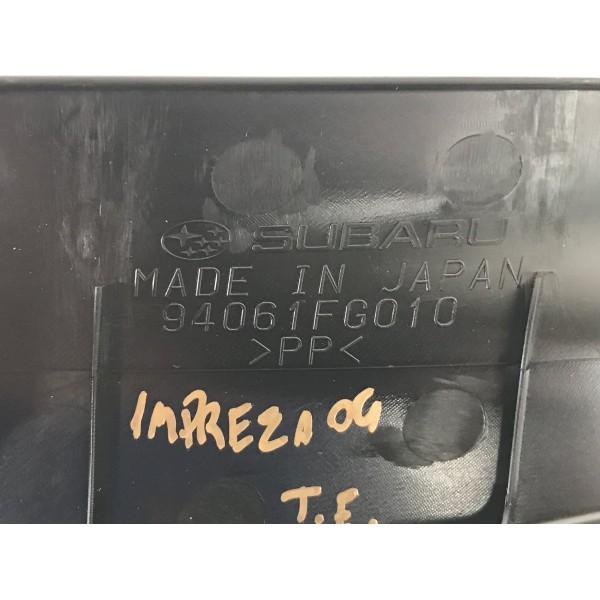 SUBARU
MADE IN JAPAN
94061FG010
>PP<
IMPREZA 09
T.E.